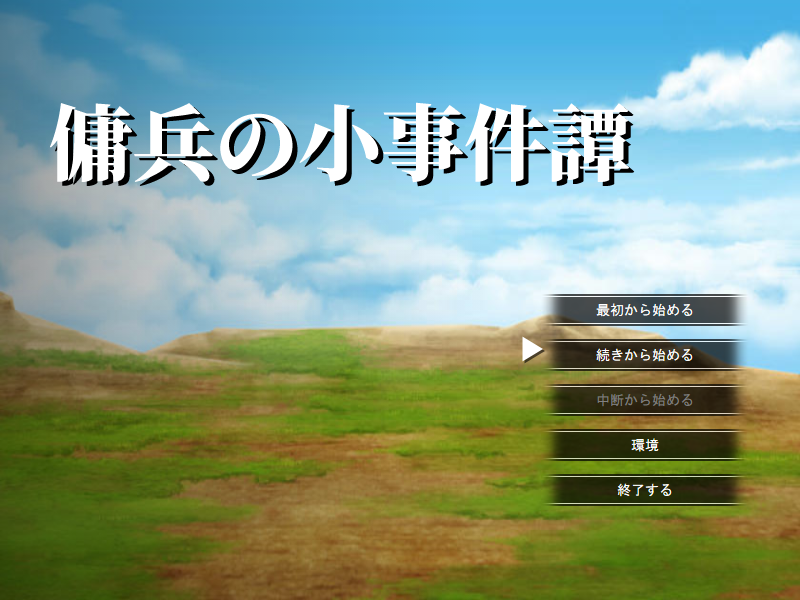 傭兵の小事件譚
最初から始める
続きから始める
中断から始める
環境
終了する